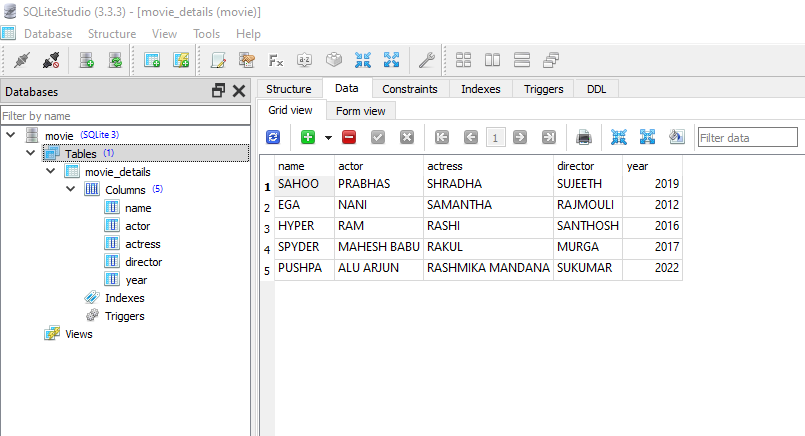 SQLiteStudio (3.3.3) - [movie_details (movie)]
Database Structure View Tools Help
Databases
Filter by name
movie (SQLite 3)
Tables (1)
movie_details
Columns (5)
name
actor
actress
director
year
Indexes
Triggers
Views
Structure Data Constraints Indexes Triggers DDL
Grid view Form view
1 Filter data
name actor actress director year
1 SAHOO PRABHAS SHRADHA SUJEETH 2019
2 EGA NANI SAMANTHA RAJMOULI 2012
3 HYPER RAM RASHI SANTHOSH 2016
4 SPYDER MAHESH BABU RAKUL MURGA 2017
5 PUSHPA ALU ARJUN RASHMIKA MANDANA SUKUMAR 2022